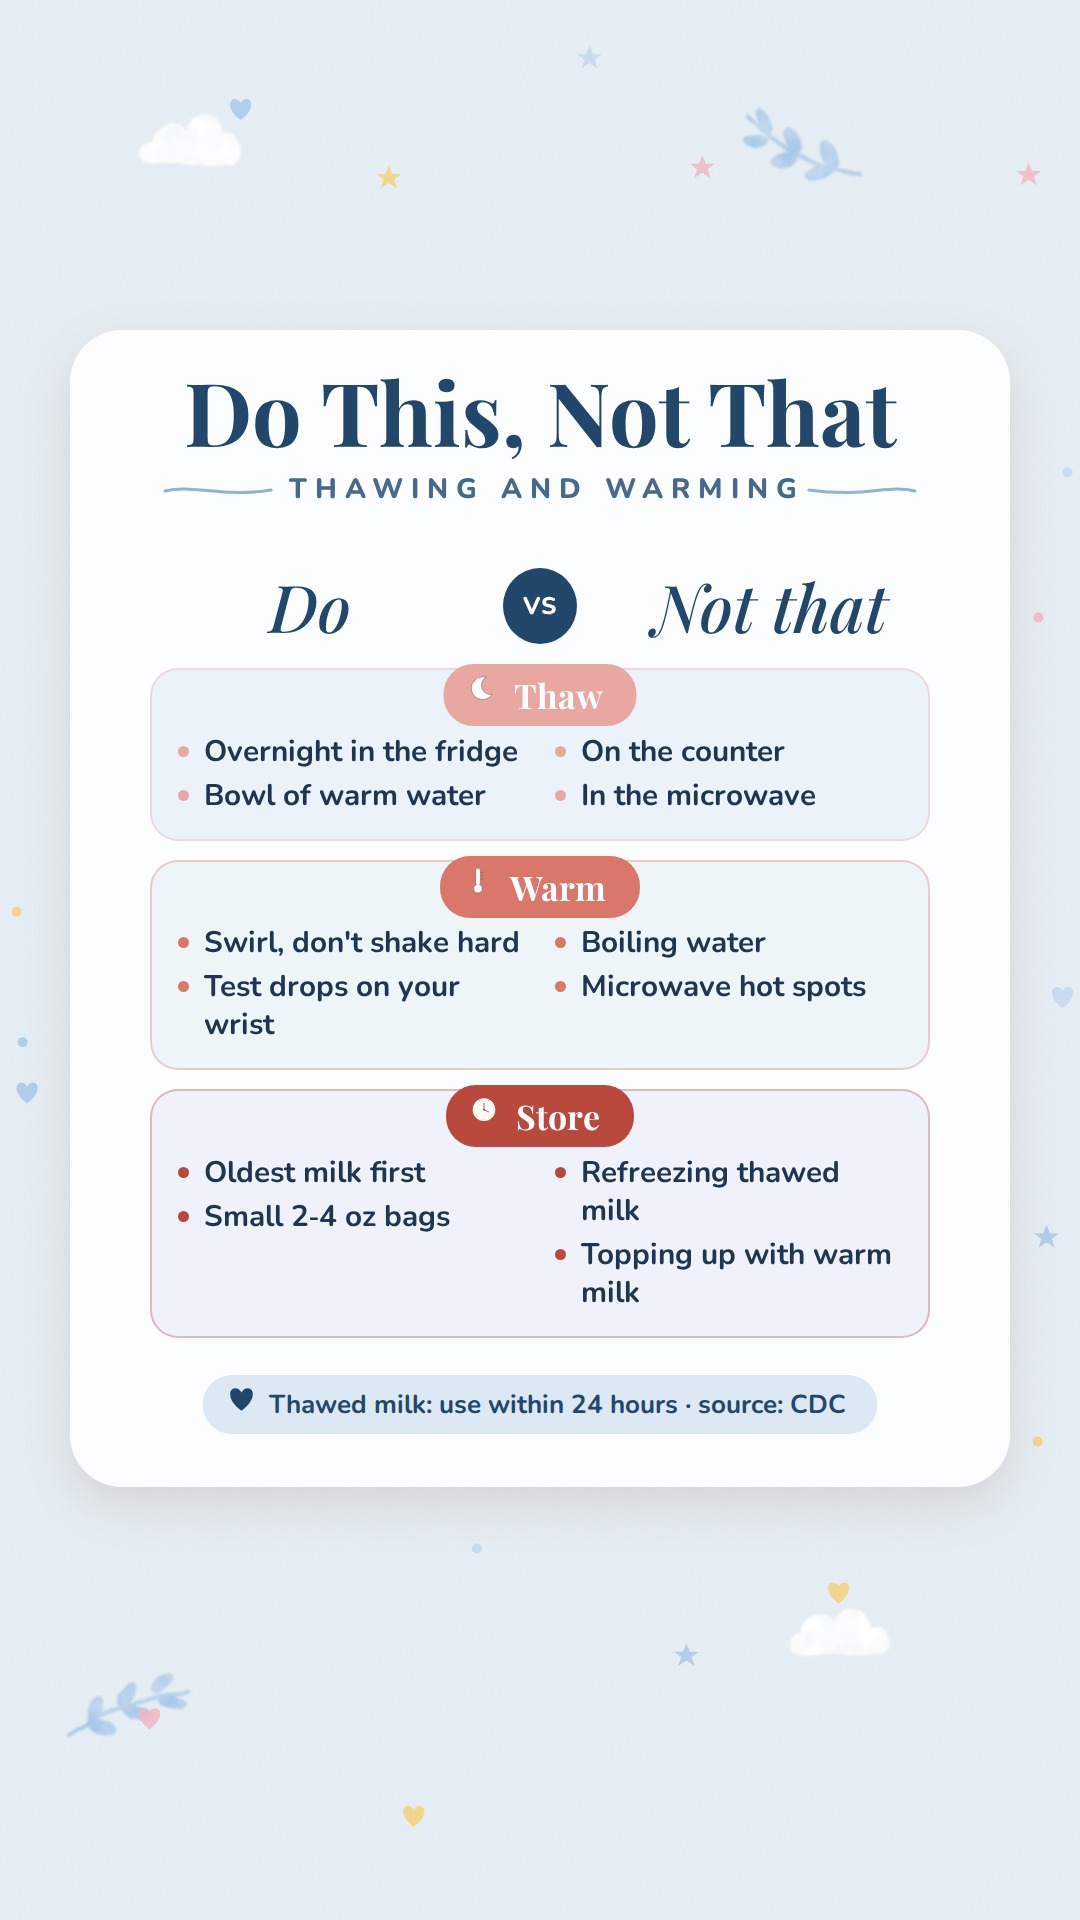 Do This, Not That
THAWING AND WARMING
Do
VS
Not that
Thaw
Overnight in the fridge
Bowl of warm water
On the counter
In the microwave
Warm
Swirl, don't shake hard
Test drops on your
wrist
Boiling water
Microwave hot spots
Store
Oldest milk first
Small 2-4 oz bags
Refreezing thawed
milk
Topping up with warm
milk
Thawed milk: use within 24 hours · source: CDC